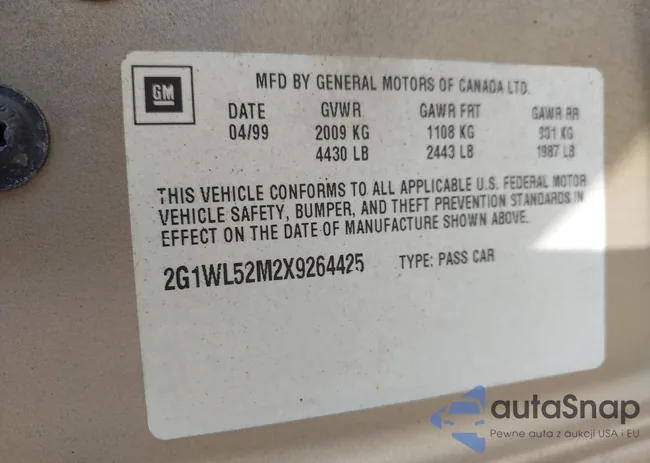 GM
MFD BY GENERAL MOTORS OF CANADA LTD.
DATE GVWR GAWR FRT GAWR RR
04/99 2009 KG 1108 KG 901 KG
4430 LB 2443 LB 1987 LB
THIS VEHICLE CONFORMS TO ALL APPLICABLE U.S. FEDERAL MOTOR
VEHICLE SAFETY, BUMPER, AND THEFT PREVENTION STANDARDS IN
EFFECT ON THE DATE OF MANUFACTURE SHOWN ABOVE.
2G1WL52M2X9264425 TYPE: PASS CAR
autaSnap
Pewne auta z aukcji USA i EU